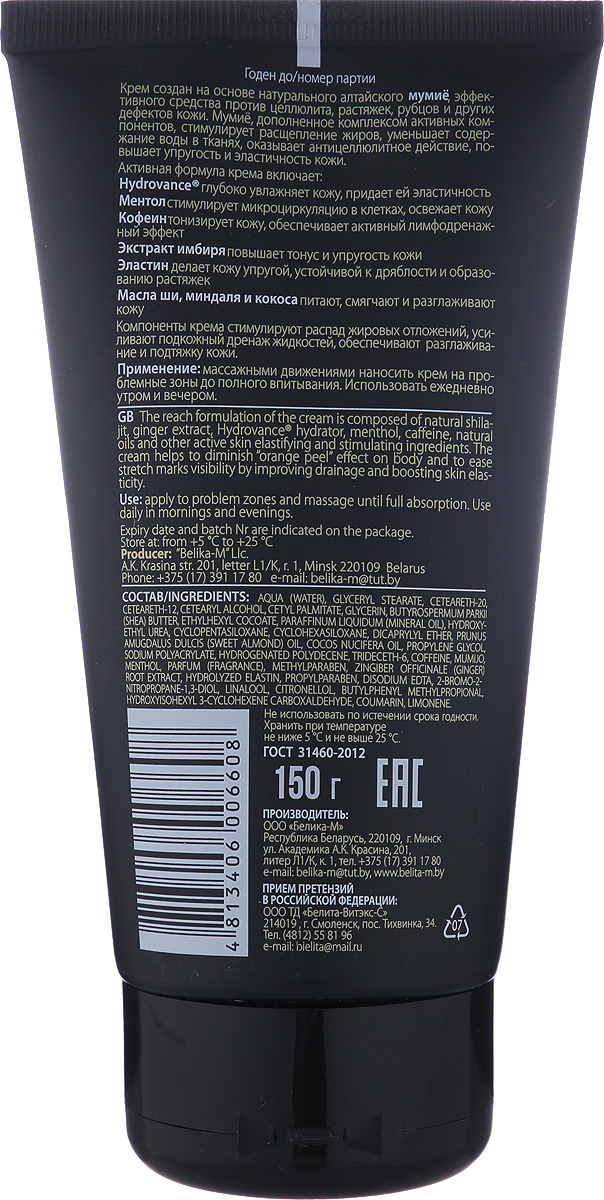 Годен до/номер партии
Крем создан на основе натурального алтайского мумиё, эффек-
тивного средства против целлюлита, растяжек, рубцов и других
дефектов кожи. Мумиё, дополненное комплексом активных ком-
понентов, стимулирует расщепление жиров, уменьшает содер-
жание воды в тканях, оказывает антицеллюлитное действие, по-
вышает упругость и эластичность кожи.
Активная формула крема включает:
Hydrovance® глубоко увлажняет кожу, придает ей эластичность
Ментол стимулирует микроциркуляцию в клетках, освежает кожу
Кофеин тонизирует кожу, обеспечивает активный лимфодренаж-
ный эффект
Экстракт имбиря повышает тонус и упругость кожи
Эластин делает кожу упругой, устойчивой к дряблости и образо-
ванию растяжек
Масла ши, миндаля и кокоса питают, смягчают и разглаживают
кожу
Компоненты крема стимулируют распад жировых отложений, уси-
ливают подкожный дренаж жидкостей, обеспечивают разглажива-
ние и подтяжку кожи.
Применение: массажными движениями наносить крем на про-
блемные зоны до полного впитывания. Использовать ежедневно
утром и вечером.
GB The reach formulation of the cream is composed of natural shila-
jit, ginger extract, Hydrovance® hydrator, menthol, caffeine, natural
oils and other active skin elastifying and stimulating ingredients. The
cream helps to diminish "orange peel" effect on body and to ease
stretch marks visibility by improving drainage and boosting skin elas-
ticity.
Use: apply to problem zones and massage until full absorption. Use
daily in mornings and evenings.
Expiry date and batch Nr are indicated on the package.
Store at: from +5 °C to +25 °C
Producer: "Belika-M" Llc.
A.K. Krasina str. 201, letter L1/K, r. 1, Minsk 220109 Belarus
Phone: +375 (17) 391 17 80 e-mail: belika-m@tut.by
СОСТАВ/INGREDIENTS: AQUA (WATER), GLYCERYL STEARATE, CETEARETH-20,
CETEARETH-12, CETEARYL ALCOHOL, CETYL PALMITATE, GLYCERIN, BUTYROSPERMUM PARKII
(SHEA) BUTTER, ETHYLHEXYL COCOATE, PARAFFINUM LIQUIDUM (MINERAL OIL), HYDROXY-
ETHYL UREA, CYCLOPENTASILOXANE, CYCLOHEXASILOXANE, DICAPRYLYL ETHER, PRUNUS
AMUGDALUS DULCIS (SWEET ALMOND) OIL, COCOS NUCIFERA OIL, PROPYLENE GLYCOL,
SODIUM POLYACRYLATE, HYDROGENATED POLYDECENE, TRIDECETH-6, COFFEINE, MUMIJO,
MENTHOL, PARFUM (FRAGRANCE), METHYLPARABEN, ZINGIBER OFFICINALE (GINGER)
ROOT EXTRACT, HYDROLYZED ELASTIN, PROPYLPARABEN, DISODIUM EDTA, 2-BROMO-2-
NITROPROPANE-1,3-DIOL, LINALOOL, CITRONELLOL, BUTYLPHENYL METHYLPROPIONAL,
HYDROXYISOHEXYL 3-CYCLOHEXENE CARBOXALDEHYDE, COUMARIN, LIMONENE.
Не использовать по истечении срока годности.
Хранить при температуре
не ниже 5 °C и не выше 25 °C.
ГОСТ 31460-2012
150 г EAC
ПРОИЗВОДИТЕЛЬ:
ООО «Белика-М»
Республика Беларусь, 220109, г. Минск
ул. Академика А.К. Красина, 201,
литер Л1/К, к. 1, тел. +375 (17) 391 17 80
e-mail: belika-m@tut.by, www.belita-m.by
ПРИЕМ ПРЕТЕНЗИЙ
В РОССИЙСКОЙ ФЕДЕРАЦИИ:
ООО ТД «Белита-Витэкс-С»
214019 , г. Смоленск, пос. Тихвинка, 34.
Тел. (4812) 55 81 96
e-mail: bielita@mail.ru
07
4 813406 006608